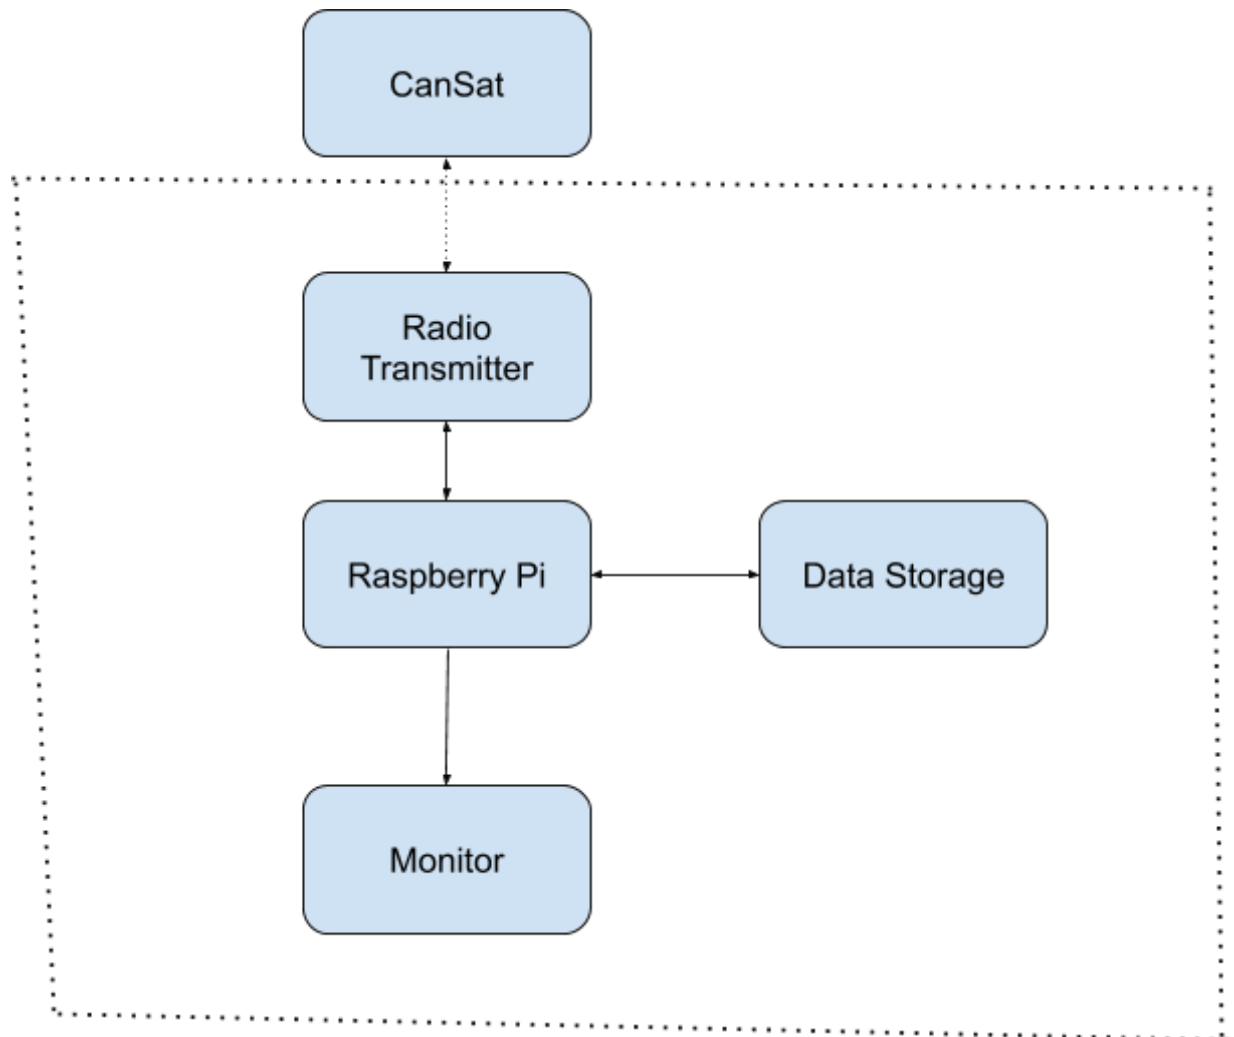 CanSat
Radio
Transmitter
Raspberry Pi
Data Storage
Monitor